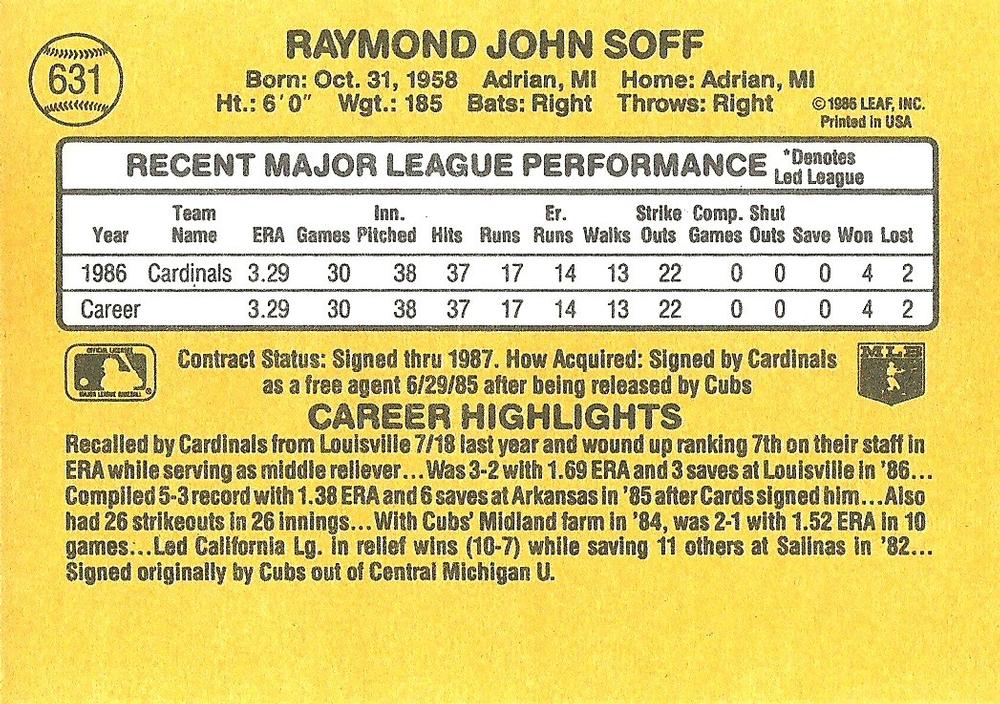 631
RAYMOND JOHN SOFF
Born: Oct. 31, 1958 Adrian, MI Home: Adrian, MI
Ht.: 6'0" Wgt.: 185 Bats: Right Throws: Right
©1986 LEAF, INC.
Printed in USA
RECENT MAJOR LEAGUE PERFORMANCE *Denotes
Led League
Team Inn. Er. Strike Comp. Shut
Year Name ERA Games Pitched Hits Runs Runs Walks Outs Games Outs Save Won Lost
1986 Cardinals 3.29 30 38 37 17 14 13 22 0 0 0 4 2
Career 3.29 30 38 37 17 14 13 22 0 0 0 4 2
OFFICIAL LICENSEE
MAJOR LEAGUE BASEBALL
®
Contract Status: Signed thru 1987. How Acquired: Signed by Cardinals
as a free agent 6/29/85 after being released by Cubs
MLB
CAREER HIGHLIGHTS
Recalled by Cardinals from Louisville 7/18 last year and wound up ranking 7th on their staff in
ERA while serving as middle reliever...Was 3-2 with 1.69 ERA and 3 saves at Louisville in '86...
Compiled 5-3 record with 1.38 ERA and 6 saves at Arkansas in '85 after Cards signed him...Also
had 26 strikeouts in 26 innings...With Cubs' Midland farm in '84, was 2-1 with 1.52 ERA in 10
games...Led California Lg. in relief wins (10-7) while saving 11 others at Salinas in '82...
Signed originally by Cubs out of Central Michigan U.